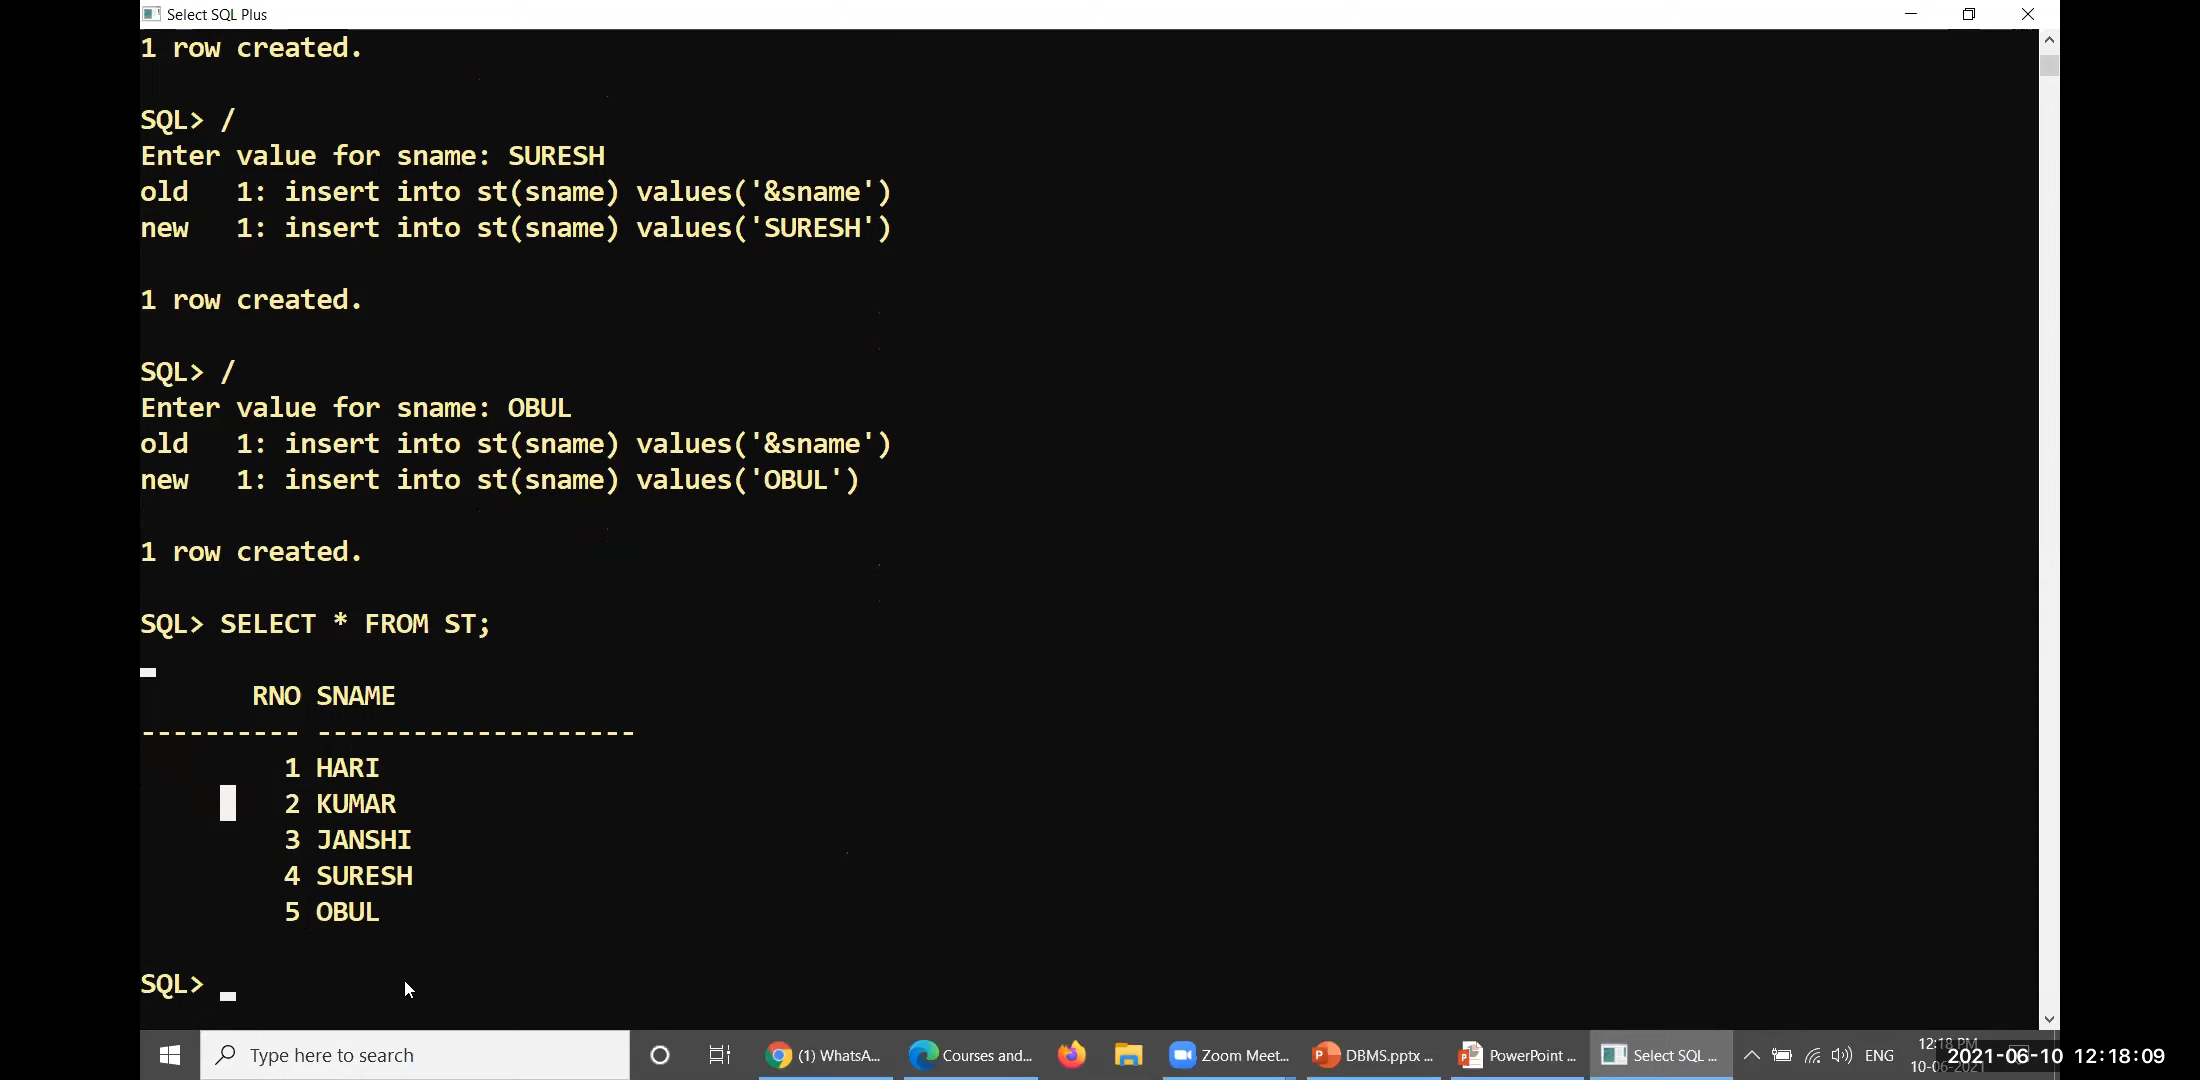 Select SQL Plus
1 row created.
SQL> /
Enter value for sname: SURESH
old   1: insert into st(sname) values('&sname')
new   1: insert into st(sname) values('SURESH')
1 row created.
SQL> /
Enter value for sname: OBUL
old   1: insert into st(sname) values('&sname')
new   1: insert into st(sname) values('OBUL')
1 row created.
SQL> SELECT * FROM ST;
RNO SNAME
---------- --------------------
1 HARI
2 KUMAR
3 JANSHI
4 SURESH
5 OBUL
SQL>
Type here to search
(1) WhatsA...
Courses and...
Zoom Meet...
DBMS.pptx ...
PowerPoint ...
Select SQL ...
ENG
12:18 PM
10-06-2021
2021-06-10 12:18:09